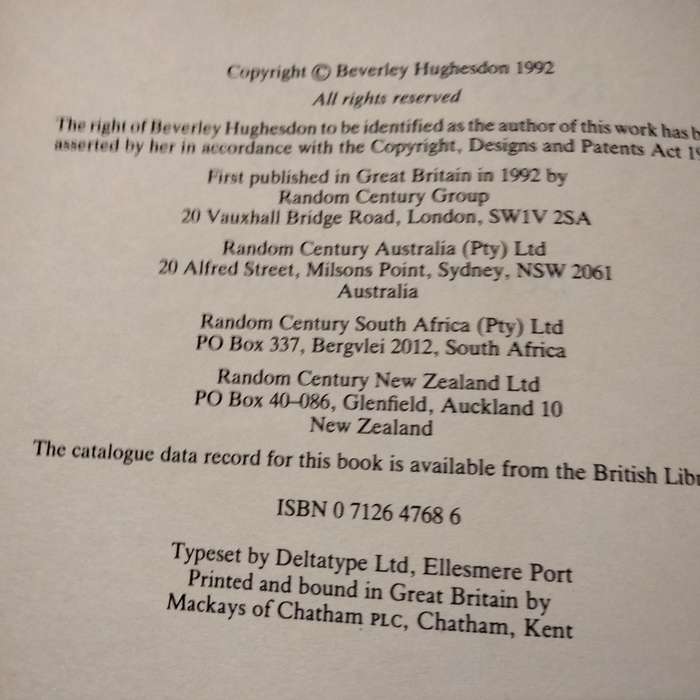 Copyright © Beverley Hughesdon 1992
All rights reserved
The right of Beverley Hughesdon to be identified as the author of this work has b
asserted by her in accordance with the Copyright, Designs and Patents Act 19
First published in Great Britain in 1992 by
Random Century Group
20 Vauxhall Bridge Road, London, SW1V 2SA
Random Century Australia (Pty) Ltd
20 Alfred Street, Milsons Point, Sydney, NSW 2061
Australia
Random Century South Africa (Pty) Ltd
PO Box 337, Bergvlei 2012, South Africa
Random Century New Zealand Ltd
PO Box 40–086, Glenfield, Auckland 10
New Zealand
The catalogue data record for this book is available from the British Libr
ISBN 0 7126 4768 6
Typeset by Deltatype Ltd, Ellesmere Port
Printed and bound in Great Britain by
Mackays of Chatham PLC, Chatham, Kent